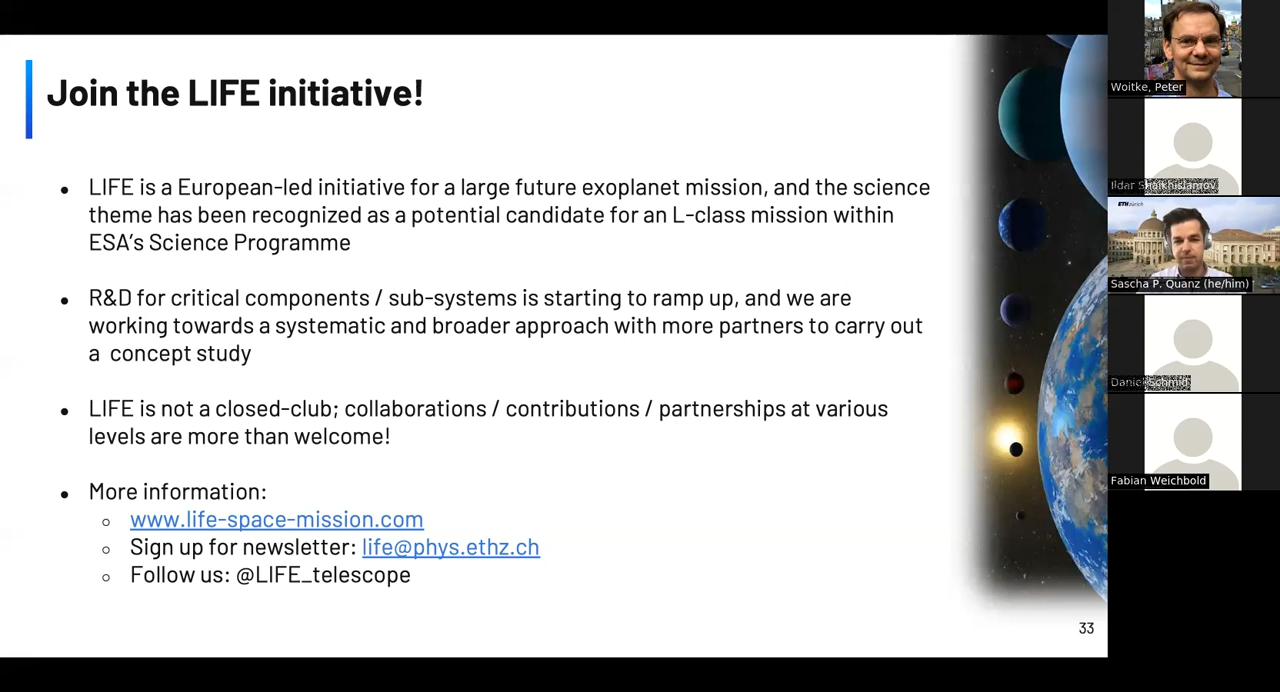 Join the LIFE initiative!
• LIFE is a European-led initiative for a large future exoplanet mission, and the science
theme has been recognized as a potential candidate for an L-class mission within
ESA’s Science Programme
• R&D for critical components / sub-systems is starting to ramp up, and we are
working towards a systematic and broader approach with more partners to carry out
a concept study
• LIFE is not a closed-club; collaborations / contributions / partnerships at various
levels are more than welcome!
• More information:
○ www.life-space-mission.com
○ Sign up for newsletter: life@phys.ethz.ch
○ Follow us: @LIFE_telescope
33
Woitke, Peter
Ildar Shaikhislamov
ETH zürich
Sascha P. Quanz (he/him)
Daniel Schmid
Fabian Weichbold